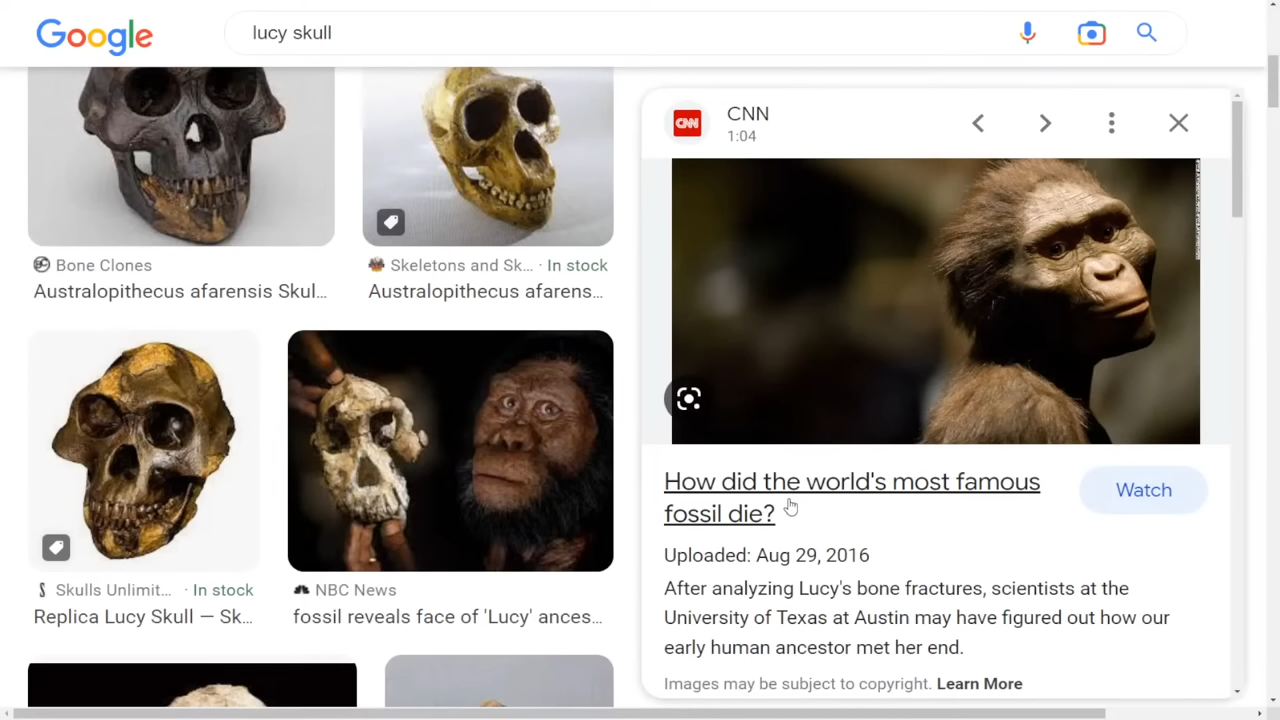 Google
lucy skull
CNN
CNN
1:04
Bone Clones
Skeletons and Sk... · In stock
Australopithecus afarensis Skul...
Australopithecus afarens...
How did the world's most famous
fossil die?
Watch
Uploaded: Aug 29, 2016
After analyzing Lucy's bone fractures, scientists at the
University of Texas at Austin may have figured out how our
early human ancestor met her end.
Images may be subject to copyright. Learn More
Skulls Unlimit... · In stock
NBC News
Replica Lucy Skull — Sk...
fossil reveals face of 'Lucy' ances...